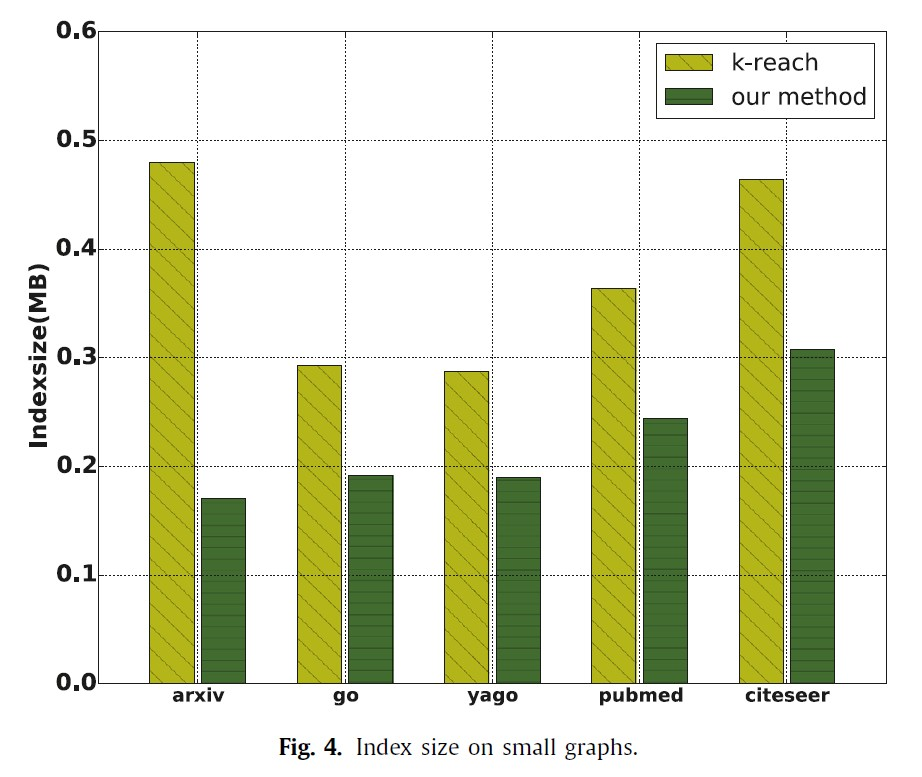 0.6
0.5
0.4
0.3
0.2
0.1
0.0
Indexsize(MB)
k-reach
our method
arxiv go yago pubmed citeseer
Fig. 4. Index size on small graphs.